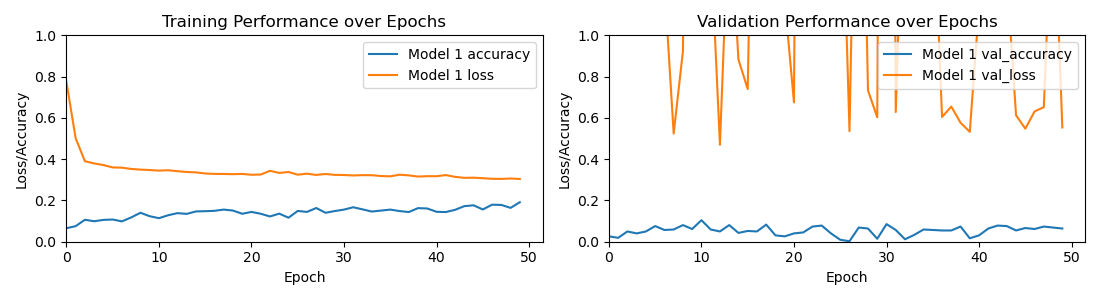 Training Performance over Epochs
1.0
0.8
0.6
0.4
0.2
0.0
Loss/Accuracy
Model 1 accuracy
Model 1 loss
0 10 20 30 40 50
Epoch
Validation Performance over Epochs
1.0
0.8
0.6
0.4
0.2
0.0
Loss/Accuracy
Model 1 val_accuracy
Model 1 val_loss
0 10 20 30 40 50
Epoch